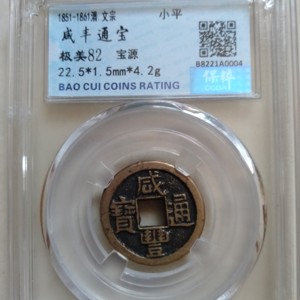 1851-1861清 文宗 小平
咸丰通宝
极美82 宝源
22.5*1.5mm*4.2g
B8221A0004
保粹
BAO CUI COINS RATING
咸
寶 通
豐